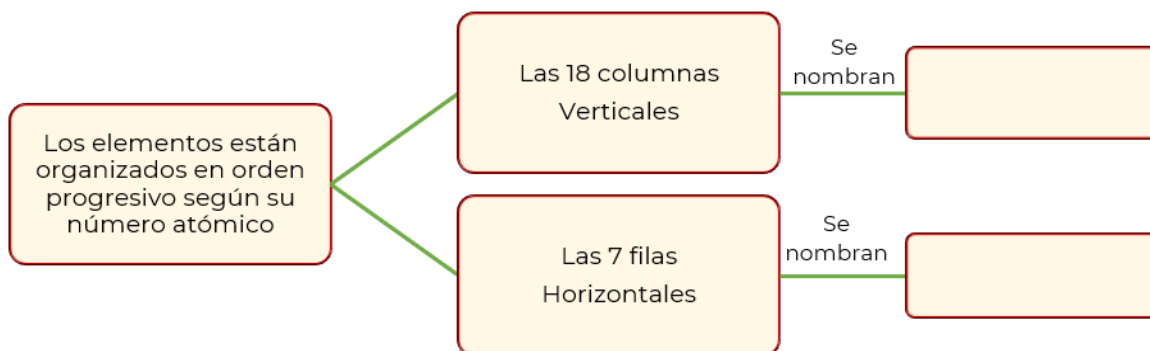 Los elementos están
organizados en orden
progresivo según su
número atómico
Las 18 columnas
Verticales
Se
nombran
Las 7 filas
Horizontales
Se
nombran